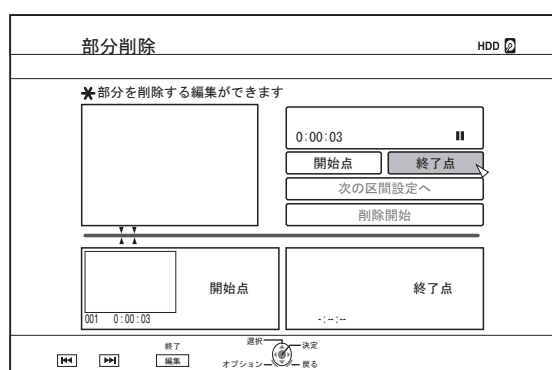 部分削除
HDD
部分を削除する編集ができます
0:00:03
開始点 終了点
次の区間設定へ
削除開始
開始点
001 0:00:03
終了点
-:--:--
終了
編集
選択
決定
オプション
戻る